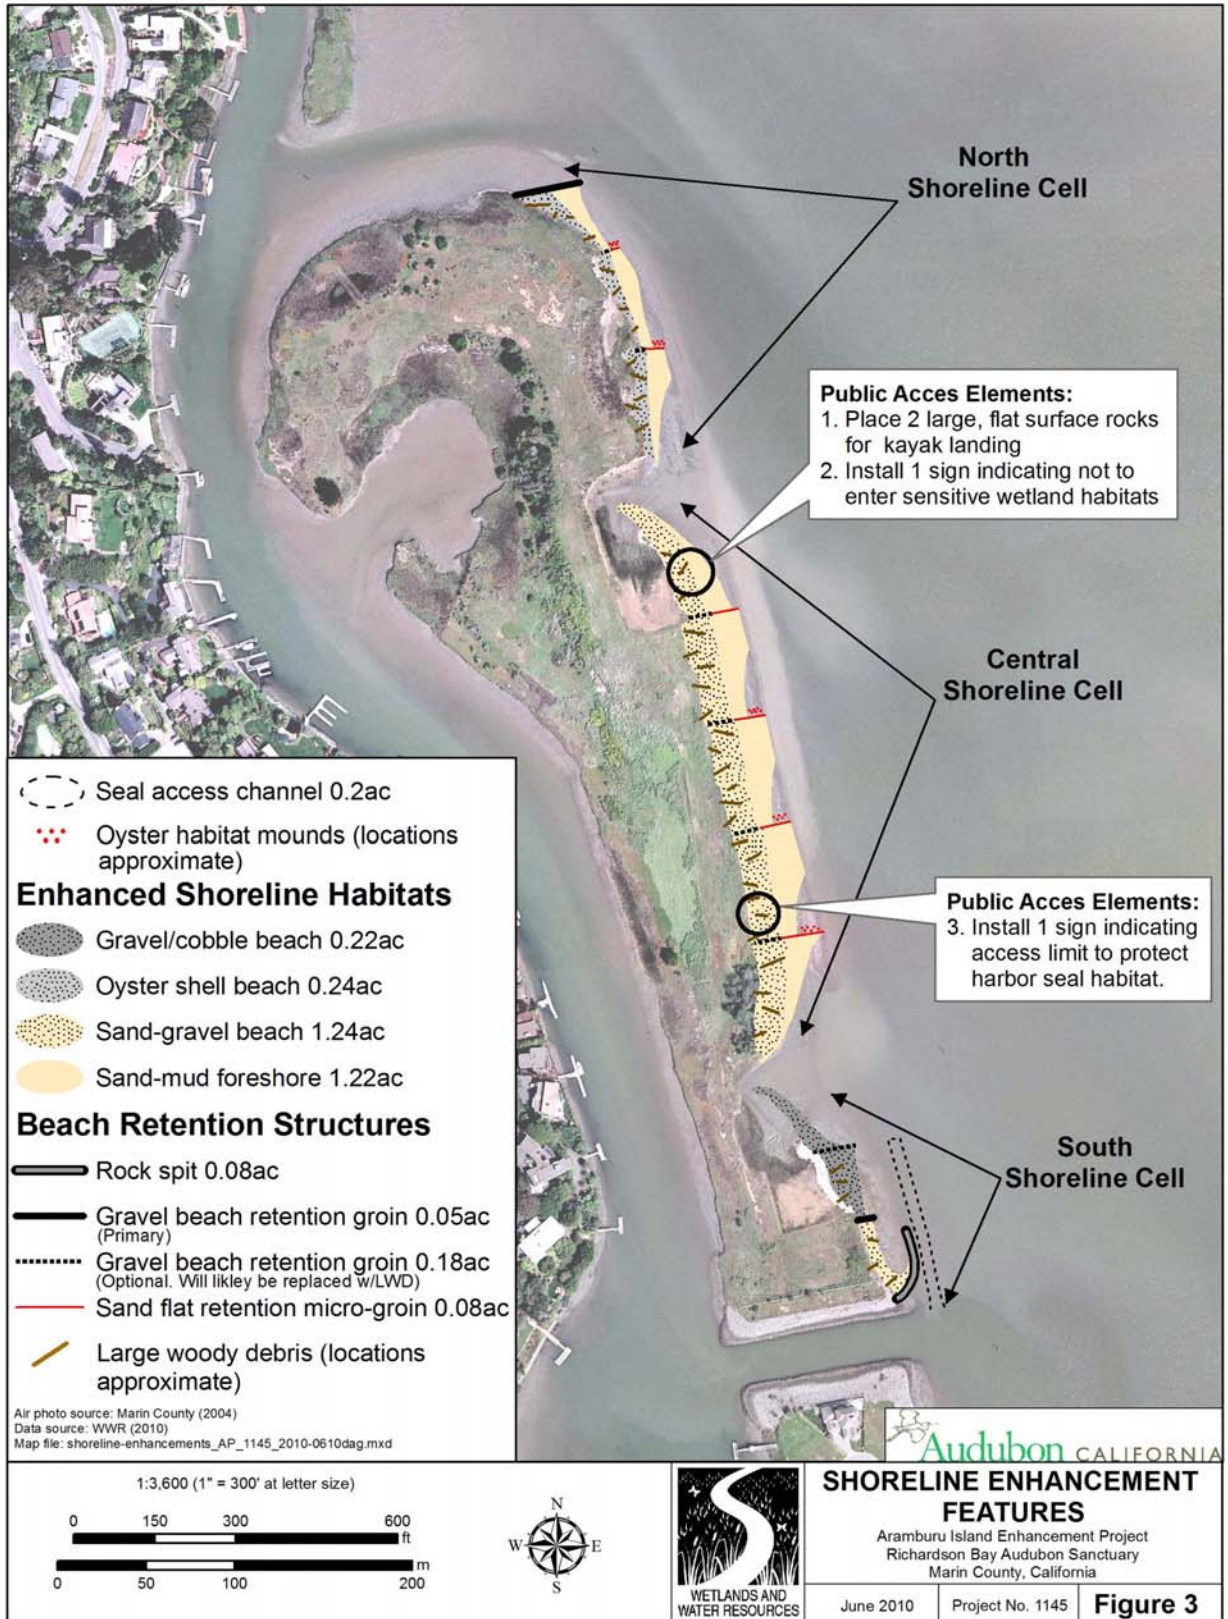 North
Shoreline Cell
Public Acces Elements:
1. Place 2 large, flat surface rocks
for kayak landing
2. Install 1 sign indicating not to
enter sensitive wetland habitats
Central
Shoreline Cell
Public Acces Elements:
3. Install 1 sign indicating
access limit to protect
harbor seal habitat.
South
Shoreline Cell
Seal access channel 0.2ac
Oyster habitat mounds (locations
approximate)
Enhanced Shoreline Habitats
Gravel/cobble beach 0.22ac
Oyster shell beach 0.24ac
Sand-gravel beach 1.24ac
Sand-mud foreshore 1.22ac
Beach Retention Structures
Rock spit 0.08ac
Gravel beach retention groin 0.05ac
(Primary)
Gravel beach retention groin 0.18ac
(Optional. Will likley be replaced w/LWD)
Sand flat retention micro-groin 0.08ac
Large woody debris (locations
approximate)
Air photo source: Marin County (2004)
Data source: WWR (2010)
Map file: shoreline-enhancements_AP_1145_2010-0610dag.mxd
Audubon CALIFORNIA
1:3,600 (1" = 300' at letter size)
0 150 300 600
ft
m
0 50 100 200
N
W E
S
WETLANDS AND
WATER RESOURCES
SHORELINE ENHANCEMENT
FEATURES
Aramburu Island Enhancement Project
Richardson Bay Audubon Sanctuary
Marin County, California
June 2010
Project No. 1145
Figure 3